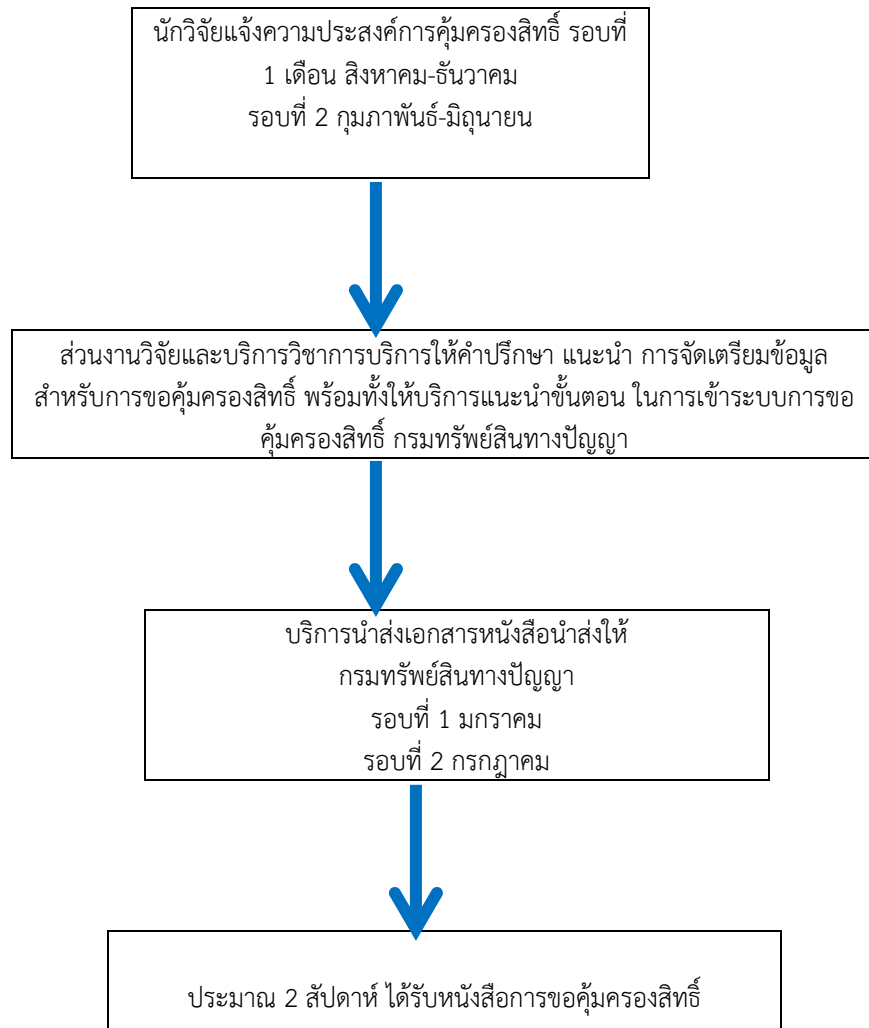 นักวิจัยแจ้งความประสงค์การคุ้มครองสิทธิ์ รอบที่
1 เดือน สิงหาคม-ธันวาคม
รอบที่ 2 กุมภาพันธ์-มิถุนายน
ส่วนงานวิจัยและบริการวิชาการบริการให้คำปรึกษา แนะนำ การจัดเตรียมข้อมูล
สำหรับการขอคุ้มครองสิทธิ์ พร้อมทั้งให้บริการแนะนำขั้นตอน ในการเข้าระบบการขอ
คุ้มครองสิทธิ์ กรมทรัพย์สินทางปัญญา
บริการนำส่งเอกสารหนังสือนำส่งให้
กรมทรัพย์สินทางปัญญา
รอบที่ 1 มกราคม
รอบที่ 2 กรกฎาคม
ประมาณ 2 สัปดาห์ ได้รับหนังสือการขอคุ้มครองสิทธิ์